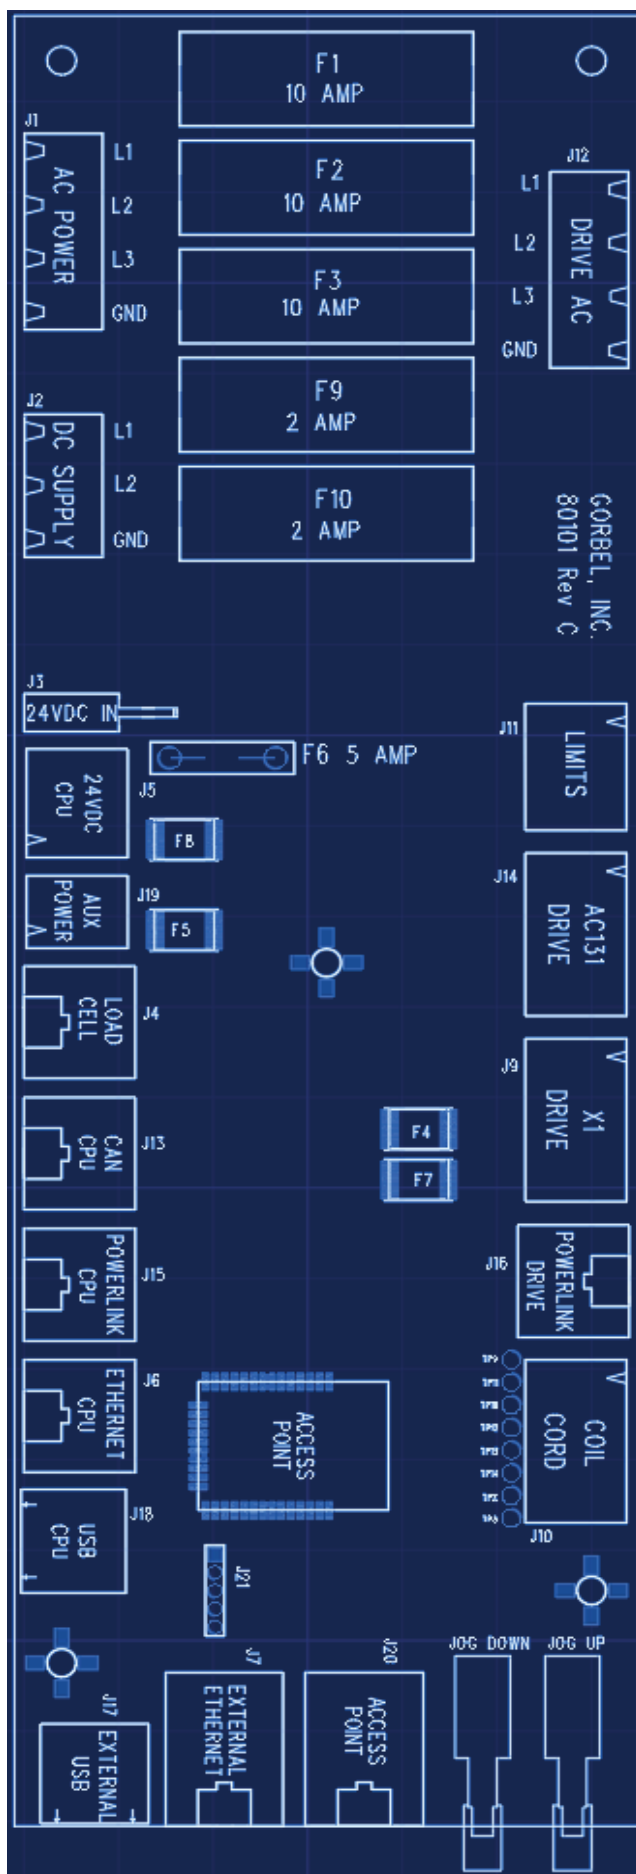 F1
10 AMP
J1
AC POWER
L1
L2
L3
GND
F2
10 AMP
J12
L1
L2
L3
GND
DRIVE AC
F3
10 AMP
F9
2 AMP
J2
DC SUPPLY
L1
L2
GND
F10
2 AMP
GORBEL, INC.
80101 Rev C
J3
24VDC IN
F6 5 AMP
J11
LIMITS
24VDC
CPU
J5
F8
J19
AUX
POWER
F5
J14
AC131
DRIVE
LOAD
CELL
J4
J9
X1
DRIVE
CAN
CPU
J13
F4
F7
POWERLINK
CPU
J15
J16
POWERLINK
DRIVE
ETHERNET
CPU
J6
ACCESS
POINT
COIL
CORD
J10
USB
CPU
J18
J21
J7
EXTERNAL
ETHERNET
J20
ACCESS
POINT
JOG DOWN
JOG UP
J17
EXTERNAL
USB